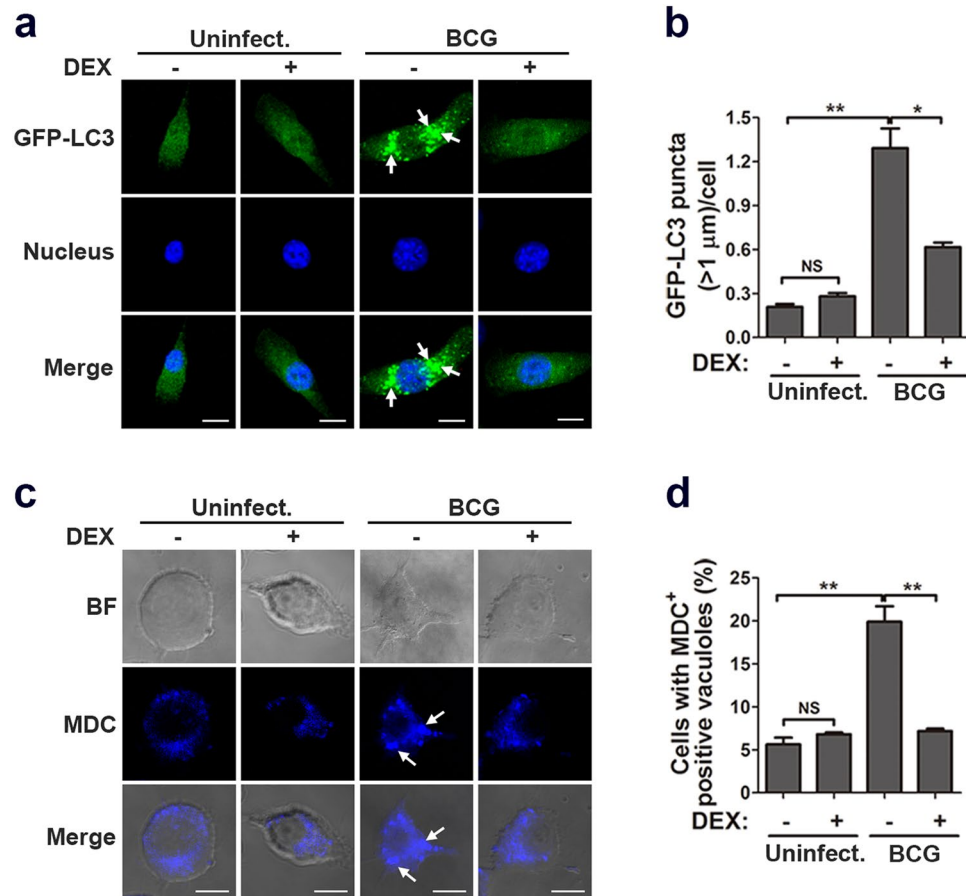 a
Uninfect. BCG
DEX - + - +
GFP-LC3
Nucleus
Merge
b
** *
NS
GFP-LC3 puncta
(>1 μm)/cell
1.5
1.2
0.9
0.6
0.3
0.0
DEX: - + - +
Uninfect. BCG
c
Uninfect. BCG
DEX - + - +
BF
MDC
Merge
d
** **
NS
Cells with MDC⁺
positive vaculoles (%)
25
20
15
10
5
0
DEX: - + - +
Uninfect. BCG